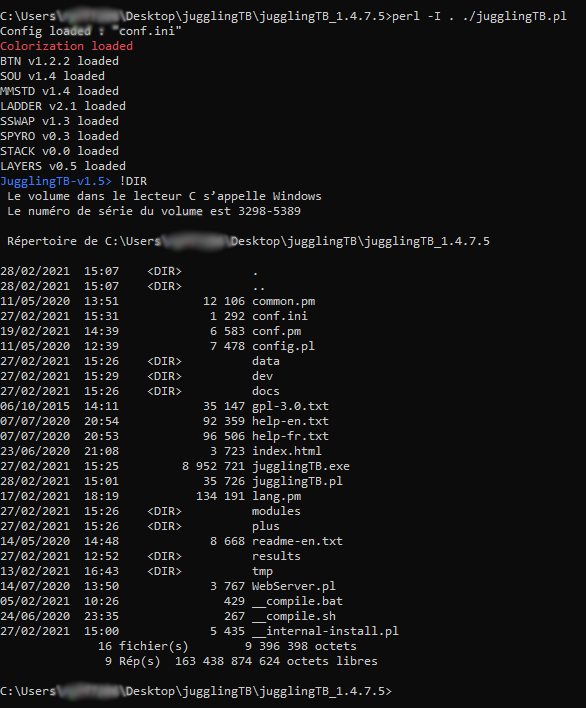 C:\Users\ \Desktop\jugglingTB\jugglingTB_1.4.7.5>perl -I . ./jugglingTB.pl
Config loaded : "conf.ini"
Colorization loaded
BTN v1.2.2 loaded
SOU v1.4 loaded
MMSTD v1.4 loaded
LADDER v2.1 loaded
SSWAP v1.3 loaded
SPYRO v0.3 loaded
STACK v0.0 loaded
LAYERS v0.5 loaded
JugglingTB-v1.5> !DIR
Le volume dans le lecteur C s’appelle Windows
Le numéro de série du volume est 3298-5389
Répertoire de C:\Users\ \Desktop\jugglingTB\jugglingTB_1.4.7.5
28/02/2021 15:07 <DIR> .
28/02/2021 15:07 <DIR> ..
11/05/2020 13:51 12 106 common.pm
27/02/2021 15:31 1 292 conf.ini
19/02/2021 14:39 6 583 conf.pm
11/05/2020 12:39 7 478 config.pl
27/02/2021 15:26 <DIR> data
27/02/2021 15:29 <DIR> dev
27/02/2021 15:26 <DIR> docs
06/10/2015 14:11 35 147 gpl-3.0.txt
07/07/2020 20:54 92 359 help-en.txt
07/07/2020 20:53 96 506 help-fr.txt
23/06/2020 21:08 3 723 index.html
27/02/2021 15:25 8 952 721 jugglingTB.exe
28/02/2021 15:01 35 726 jugglingTB.pl
17/02/2021 18:19 134 191 lang.pm
27/02/2021 15:26 <DIR> modules
27/02/2021 15:26 <DIR> plus
14/05/2020 14:48 8 668 readme-en.txt
27/02/2021 12:52 <DIR> results
13/02/2021 16:43 <DIR> tmp
14/07/2020 13:50 3 767 WebServer.pl
05/02/2021 10:26 429 __compile.bat
24/06/2020 23:35 267 __compile.sh
27/02/2021 15:00 5 435 __internal-install.pl
16 fichier(s) 9 396 398 octets
9 Rép(s) 163 438 874 624 octets libres
C:\Users\ \Desktop\jugglingTB\jugglingTB_1.4.7.5>